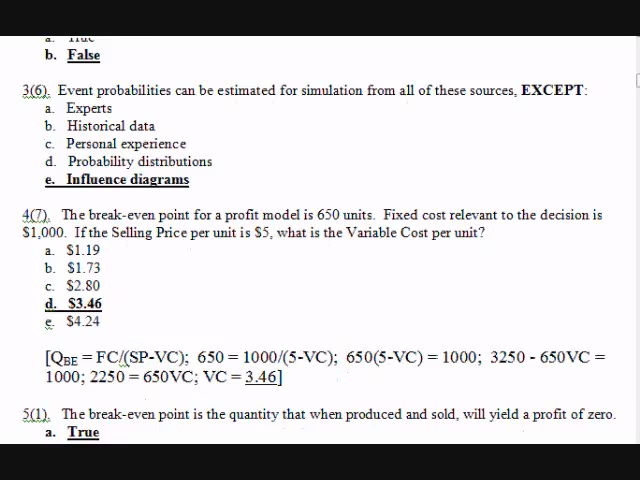 b. False
3(6). Event probabilities can be estimated for simulation from all of these sources, EXCEPT:
a. Experts
b. Historical data
c. Personal experience
d. Probability distributions
e. Influence diagrams
4(7). The break-even point for a profit model is 650 units. Fixed cost relevant to the decision is
$1,000. If the Selling Price per unit is $5, what is the Variable Cost per unit?
a. $1.19
b. $1.73
c. $2.80
d. $3.46
e. $4.24
[QBE = FC/(SP-VC); 650 = 1000/(5-VC); 650(5-VC) = 1000; 3250 - 650VC =
1000; 2250 = 650VC; VC = 3.46]
5(1). The break-even point is the quantity that when produced and sold, will yield a profit of zero.
a. True